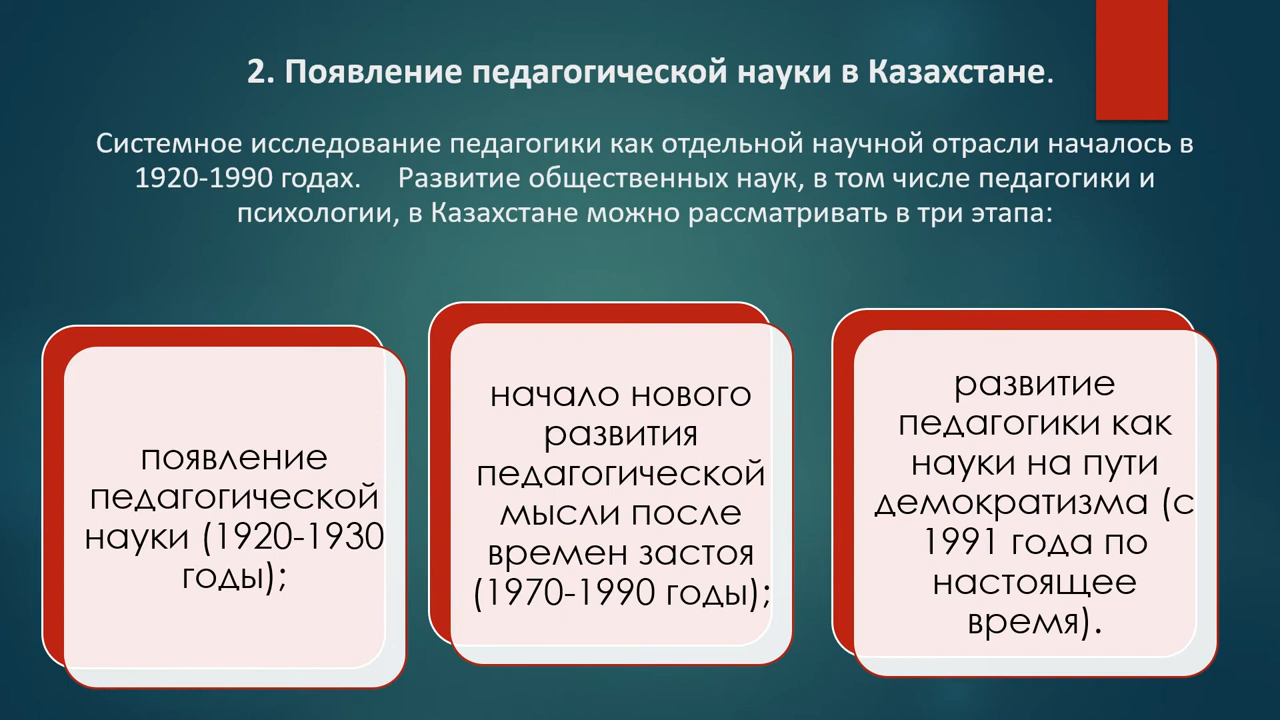 2. Появление педагогической науки в Казахстане.
Системное исследование педагогики как отдельной научной отрасли началось в
1920-1990 годах. Развитие общественных наук, в том числе педагогики и
психологии, в Казахстане можно рассматривать в три этапа:
появление
педагогической
науки (1920-1930
годы);
начало нового
развития
педагогической
мысли после
времен застоя
(1970-1990 годы);
развитие
педагогики как
науки на пути
демократизма (с
1991 года по
настоящее
время).